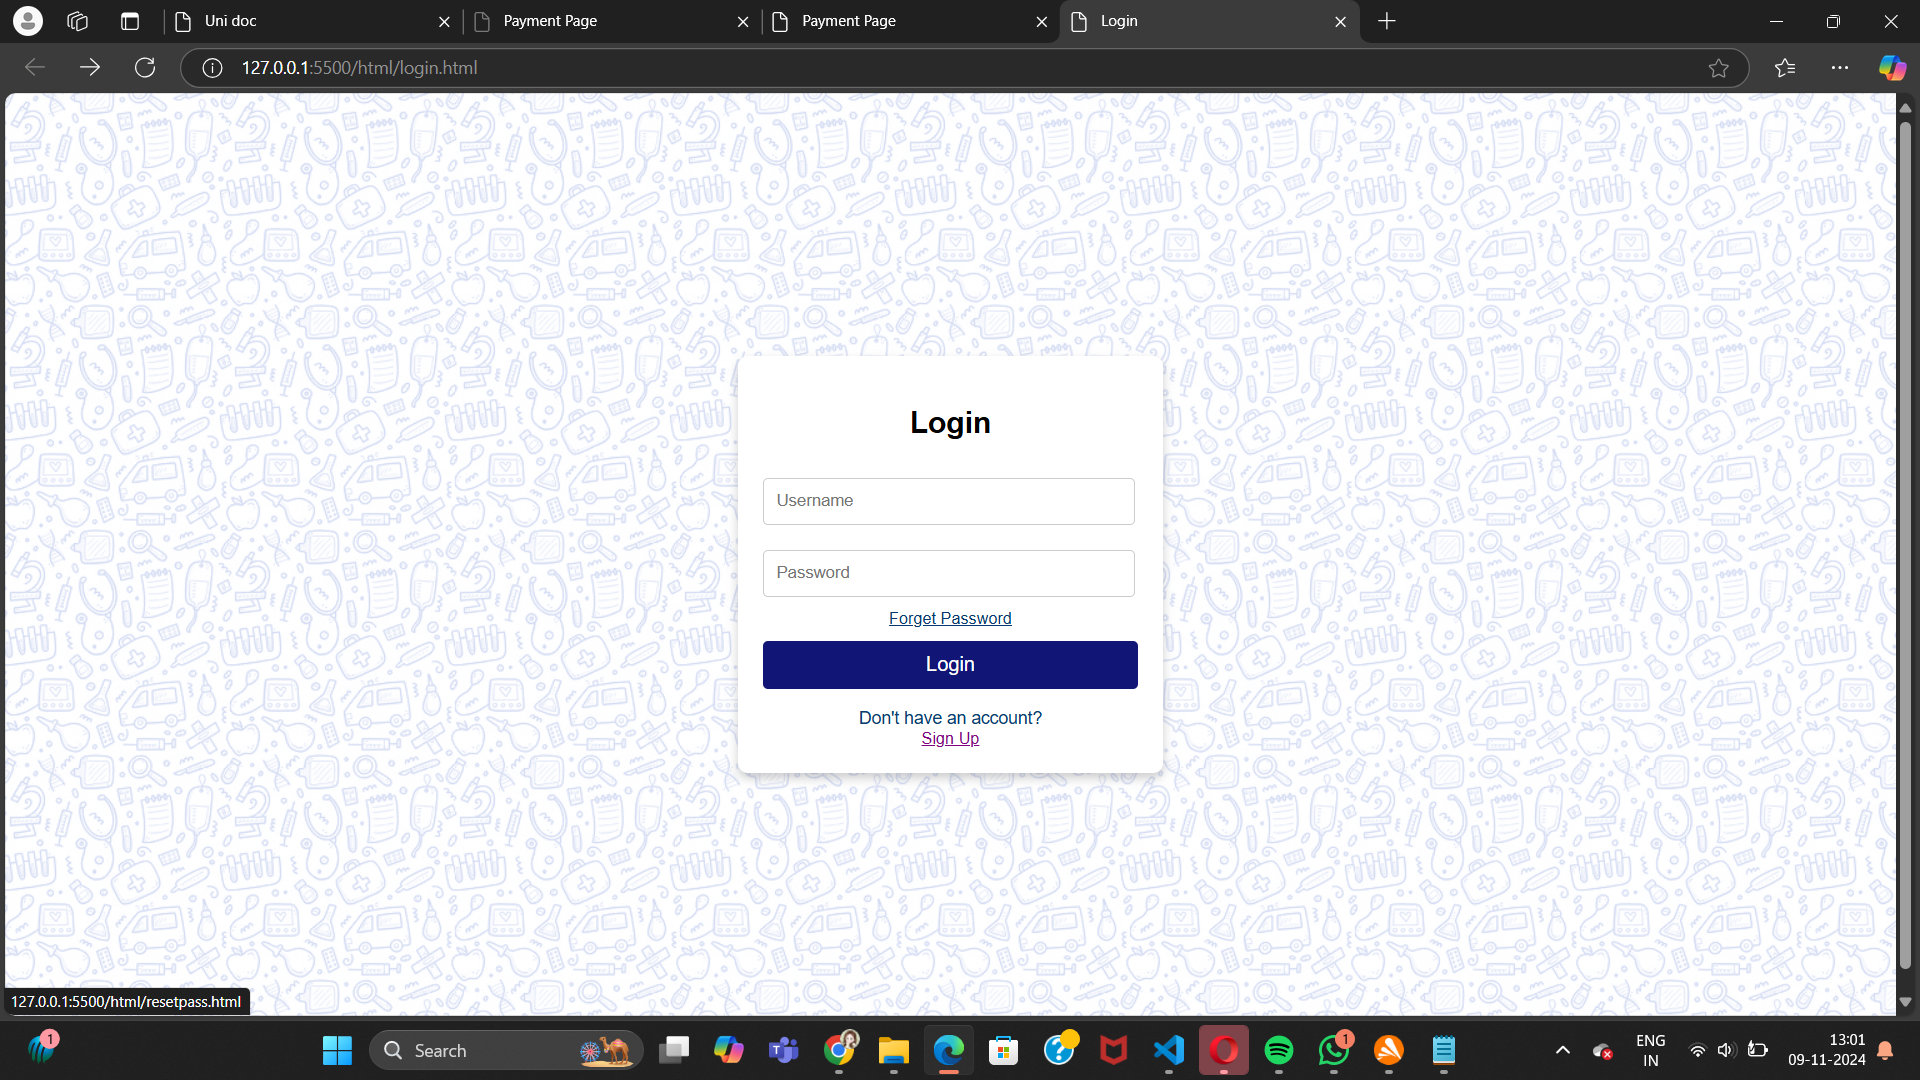 Uni doc
Payment Page
Payment Page
Login
127.0.0.1:5500/html/login.html
Login
Username
Password
Forget Password
Login
Don't have an account?
Sign Up
127.0.0.1:5500/html/resetpass.html
1
Search
1
ENG
IN
13:01
09-11-2024